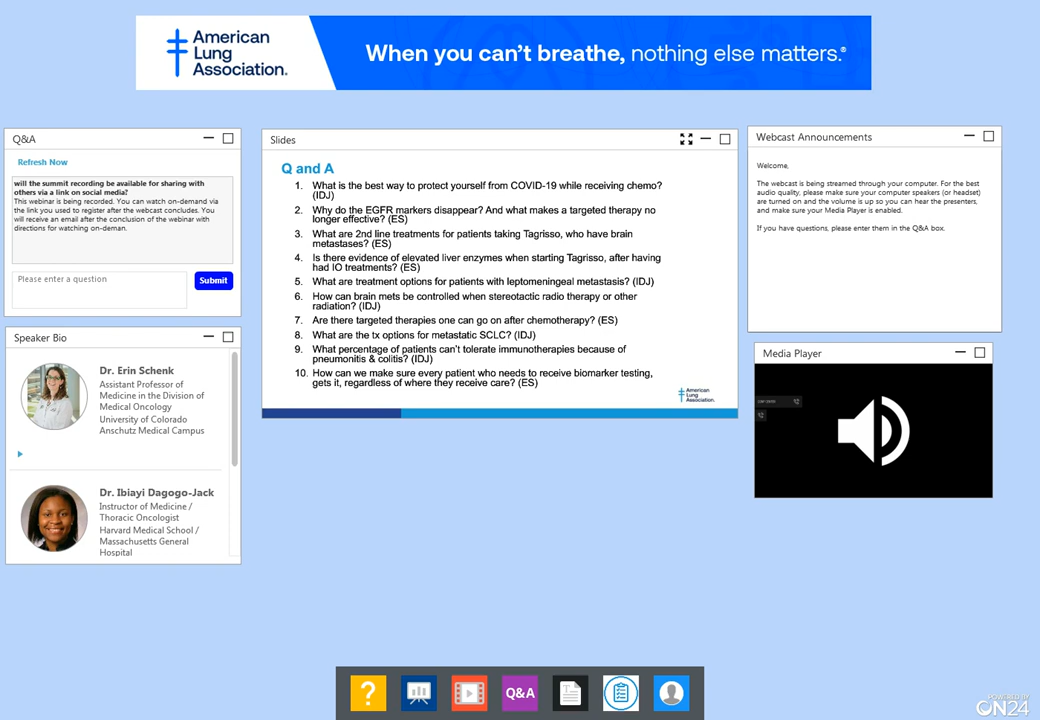 American
Lung
Association.
When you can't breathe, nothing else matters.®
Q&A
Refresh Now
will the summit recording be available for sharing with
others via a link on social media?
This webinar is being recorded. You can watch on-demand via
the link you used to register after the webcast concludes. You
will receive an email after the conclusion of the webinar with
directions for watching on-deman.
Please enter a question
Submit
Speaker Bio
Dr. Erin Schenk
Assistant Professor of
Medicine in the Division of
Medical Oncology
University of Colorado
Anschutz Medical Campus
Dr. Ibiayi Dagogo-Jack
Instructor of Medicine /
Thoracic Oncologist
Harvard Medical School /
Massachusetts General
Hospital
Slides
Q and A
1. What is the best way to protect yourself from COVID-19 while receiving chemo?
(IDJ)
2. Why do the EGFR markers disappear? And what makes a targeted therapy no
longer effective? (ES)
3. What are 2nd line treatments for patients taking Tagrisso, who have brain
metastases? (ES)
4. Is there evidence of elevated liver enzymes when starting Tagrisso, after having
had IO treatments? (ES)
5. What are treatment options for patients with leptomeningeal metastasis? (IDJ)
6. How can brain mets be controlled when stereotactic radio therapy or other
radiation? (IDJ)
7. Are there targeted therapies one can go on after chemotherapy? (ES)
8. What are the tx options for metastatic SCLC? (IDJ)
9. What percentage of patients can't tolerate immunotherapies because of
pneumonitis & colitis? (IDJ)
10. How can we make sure every patient who needs to receive biomarker testing,
gets it, regardless of where they receive care? (ES)
American
Lung
Association.
Webcast Announcements
Welcome,
The webcast is being streamed through your computer. For the best
audio quality, please make sure your computer speakers (or headset)
are turned on and the volume is up so you can hear the presenters,
and make sure your Media Player is enabled.
If you have questions, please enter them in the Q&A box.
Media Player
?
Q&A
POWERED BY
ON24